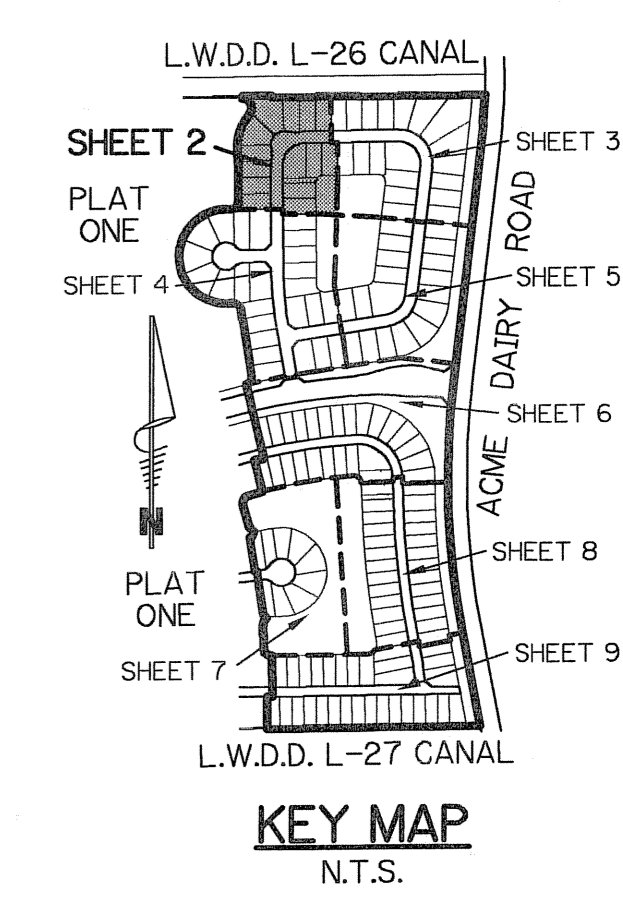 L.W.D.D. L-26 CANAL
SHEET 2
SHEET 3
PLAT
ONE
ROAD
SHEET 4
SHEET 5
DAIRY
SHEET 6
ACME
N
SHEET 8
PLAT
ONE
SHEET 7
SHEET 9
L.W.D.D. L-27 CANAL
KEY MAP
N.T.S.